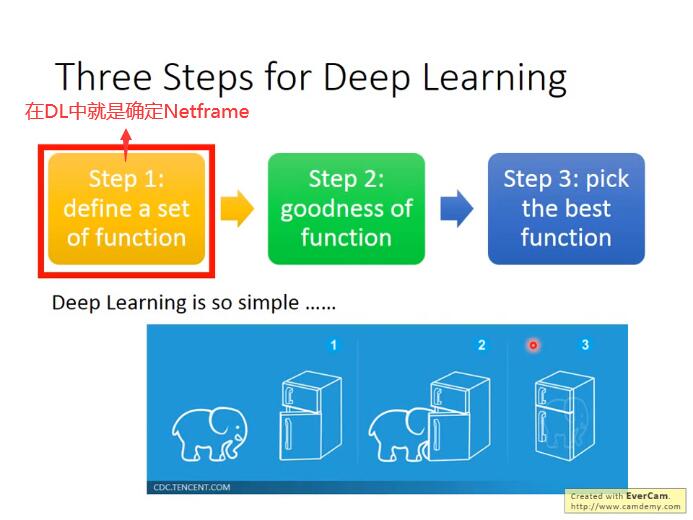 Three Steps for Deep Learning
在DL中就是确定Netframe
Step 1:
define a set
of function
Step 2:
goodness of
function
Step 3: pick
the best
function
Deep Learning is so simple ……
1
2
3
CDC.TENCENT.COM
Created with EverCam.
http://www.camdemy.com